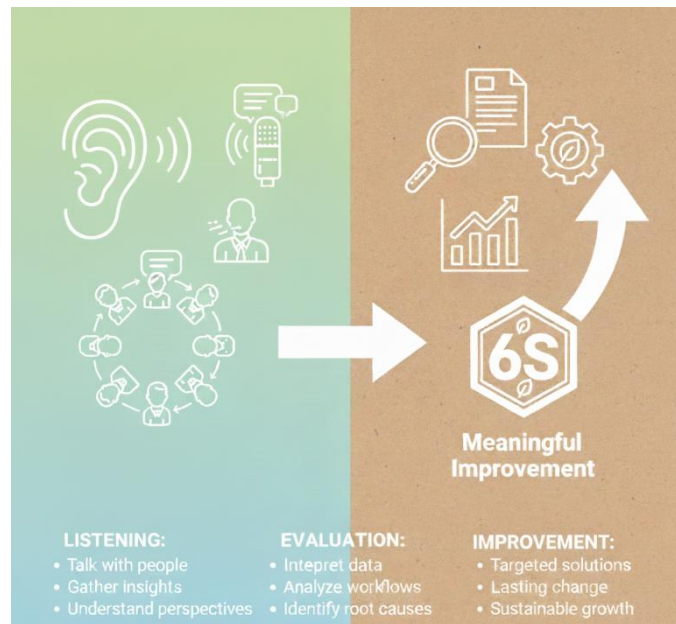 6S
Meaningful
Improvement
LISTENING:
• Talk with people
• Gather insights
• Understand perspectives
EVALUATION:
• Intepret data
• Analyze workflows
• Identify root causes
IMPROVEMENT:
• Targeted solutions
• Lasting change
• Sustainable growth